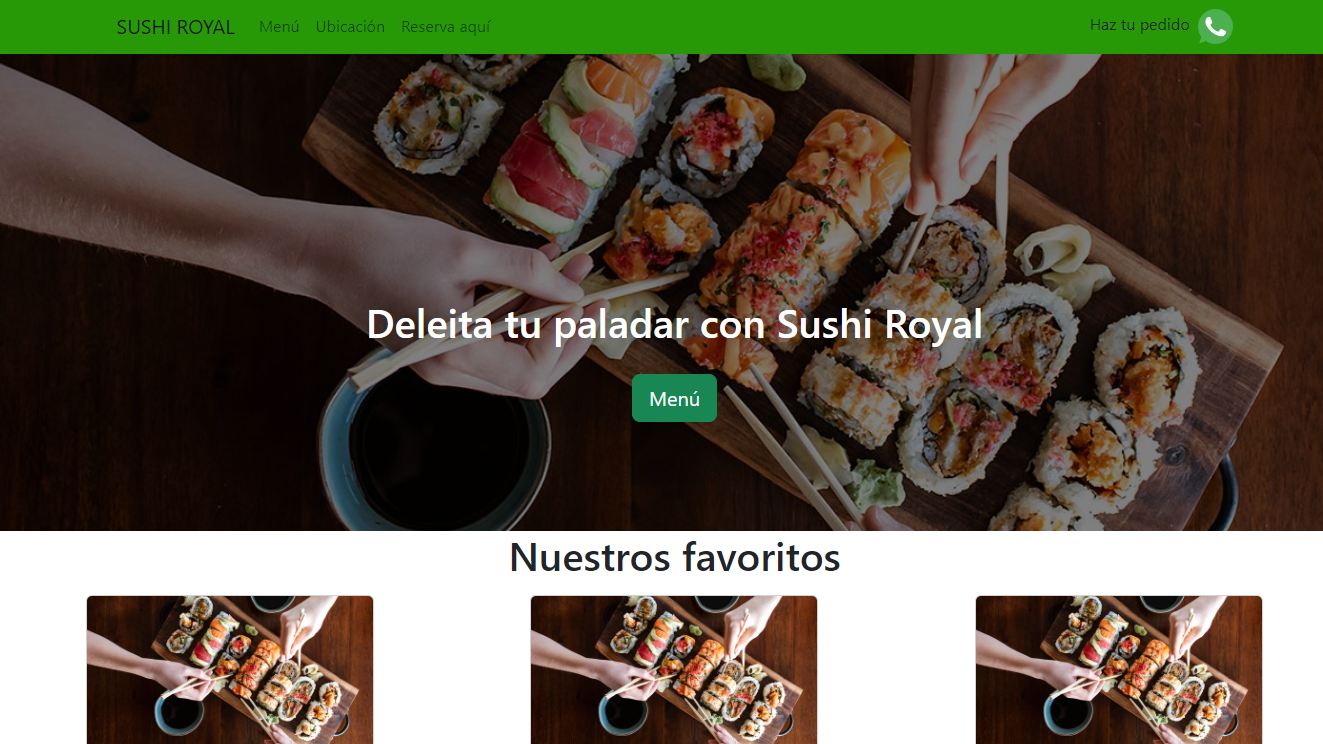 SUSHI ROYAL Menú Ubicación Reserva aquí Haz tu pedido
Deleita tu paladar con Sushi Royal
Menú
Nuestros favoritos